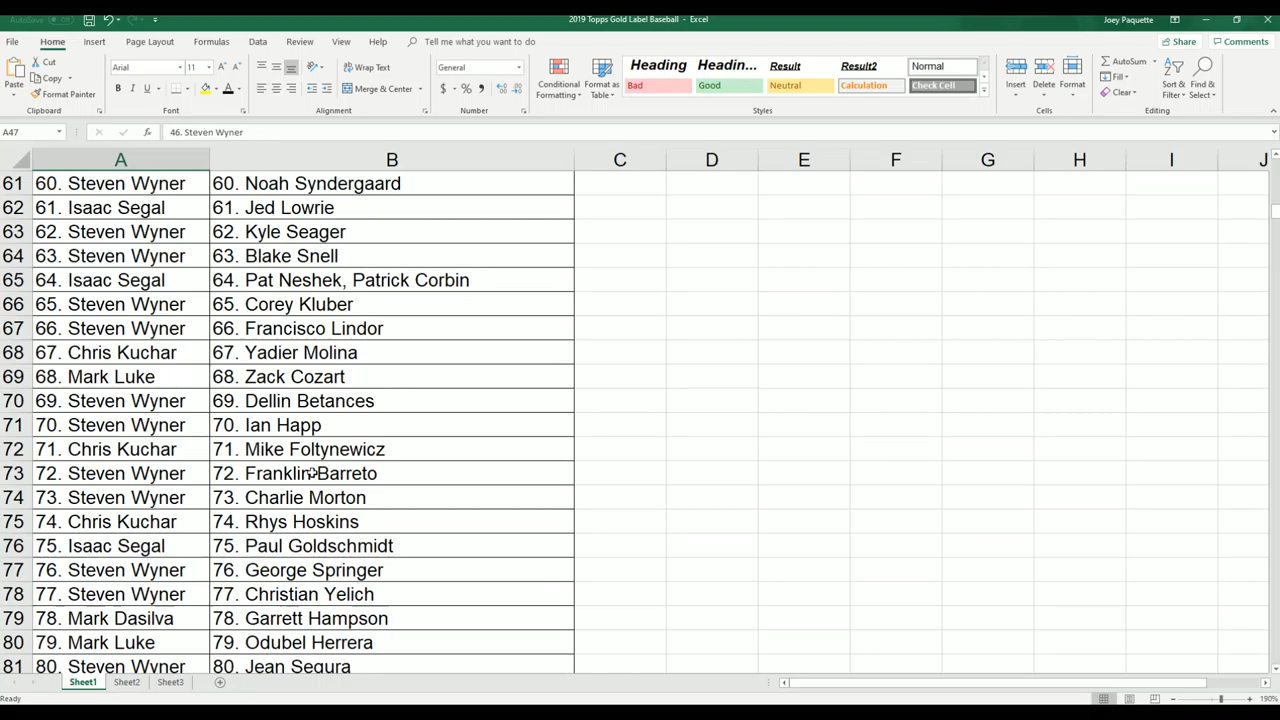 AutoSave Off
2019 Topps Gold Label Baseball - Excel
Joey Paquette
File Home Insert Page Layout Formulas Data Review View Help Tell me what you want to do
Share Comments
Paste
Cut
Copy
Format Painter
Clipboard
Arial 11
Font
Wrap Text
Merge & Center
Alignment
General
$ % ,
Number
Conditional Formatting
Format as Table
Heading Headin... Result Result2 Normal
Bad Good Neutral Calculation Check Cell
Styles
Insert Delete Format
Cells
AutoSum
Fill
Clear
Sort & Filter
Find & Select
Editing
A47 fx 46. Steven Wyner
A B C D E F G H I J
61 60. Steven Wyner 60. Noah Syndergaard
62 61. Isaac Segal 61. Jed Lowrie
63 62. Steven Wyner 62. Kyle Seager
64 63. Steven Wyner 63. Blake Snell
65 64. Isaac Segal 64. Pat Neshek, Patrick Corbin
66 65. Steven Wyner 65. Corey Kluber
67 66. Steven Wyner 66. Francisco Lindor
68 67. Chris Kuchar 67. Yadier Molina
69 68. Mark Luke 68. Zack Cozart
70 69. Steven Wyner 69. Dellin Betances
71 70. Steven Wyner 70. Ian Happ
72 71. Chris Kuchar 71. Mike Foltynewicz
73 72. Steven Wyner 72. Franklin Barreto
74 73. Steven Wyner 73. Charlie Morton
75 74. Chris Kuchar 74. Rhys Hoskins
76 75. Isaac Segal 75. Paul Goldschmidt
77 76. Steven Wyner 76. George Springer
78 77. Steven Wyner 77. Christian Yelich
79 78. Mark Dasilva 78. Garrett Hampson
80 79. Mark Luke 79. Odubel Herrera
81 80. Steven Wyner 80. Jean Segura
Sheet1 Sheet2 Sheet3
Ready
190%